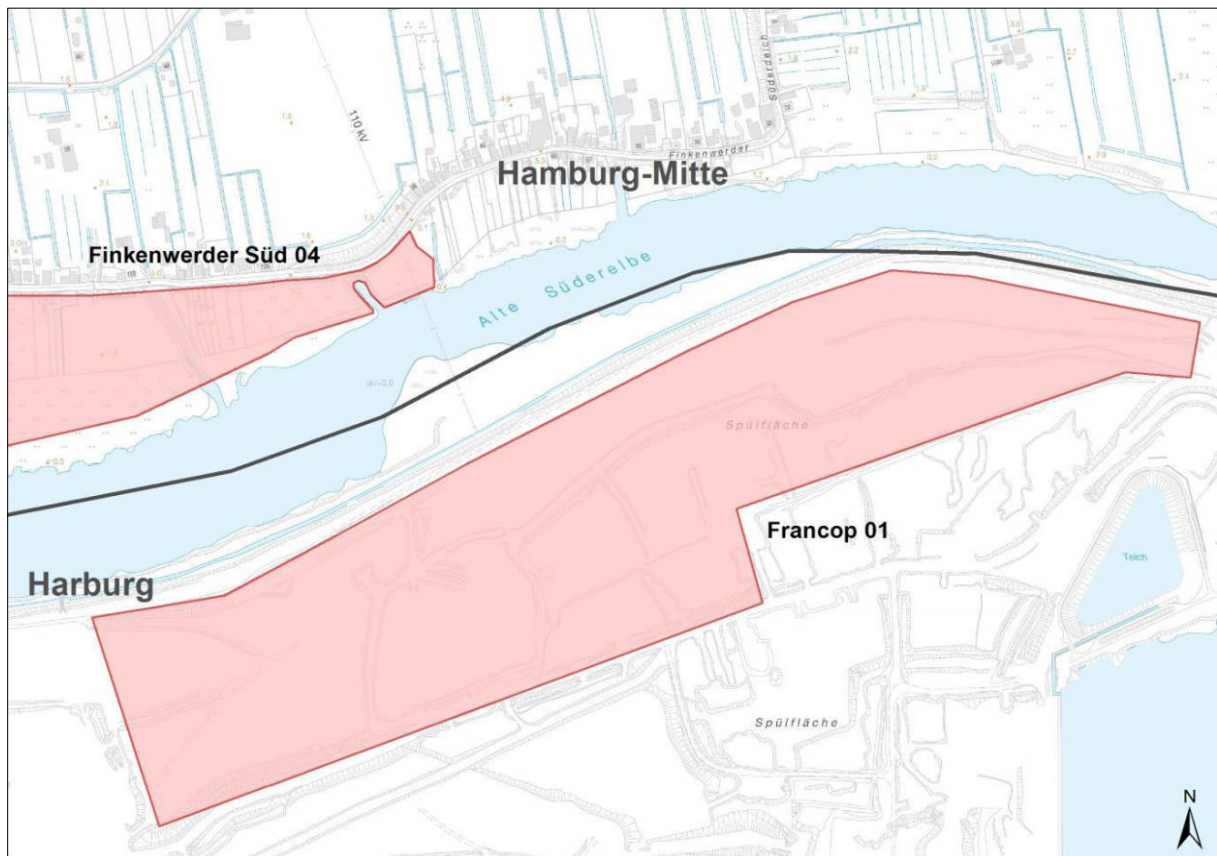 110 kV
Süderdeich
Finkenwerder
Hamburg-Mitte
Finkenwerder Süd 04
Alte Süderelbe
Spülfläche
Francop 01
Teich
Harburg
Spülfläche
N